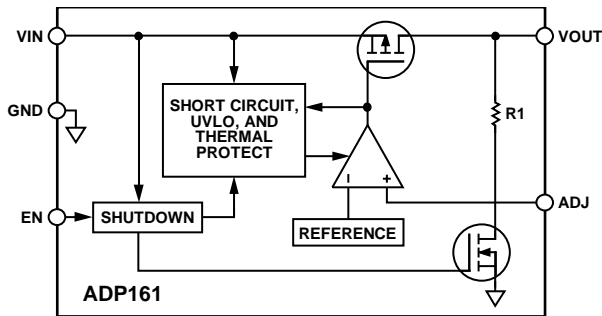 VIN
VOUT
GND
SHORT CIRCUIT,
UVLO, AND
THERMAL
PROTECT
R1
– +
ADJ
EN
SHUTDOWN
REFERENCE
ADP161